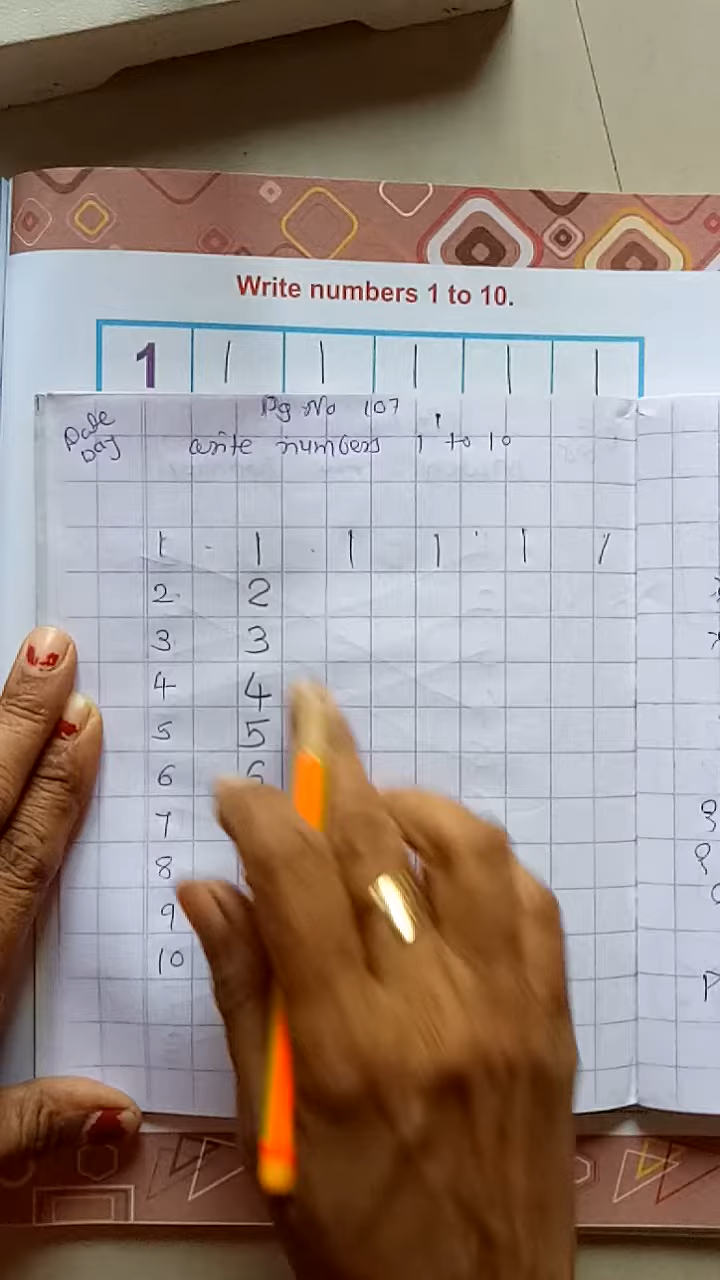 Write numbers 1 to 10.
1 1 1 1 1 1
Pg No 107
Date
Day
write numbers 1 to 10
1 1 1 1 1 1
2 2
3 3
4 4
5 5
6 6
7
8
9
10